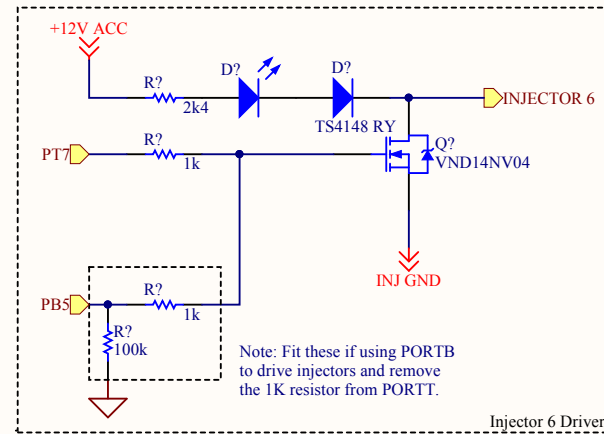 +12V ACC
R?
2k4
D?
D?
TS4148 RY
INJECTOR 6
PT7
R?
1k
Q?
VND14NV04
INJ GND
PB5
R?
1k
R?
100k
Note: Fit these if using PORTB
to drive injectors and remove
the 1K resistor from PORTT.
Injector 6 Driver